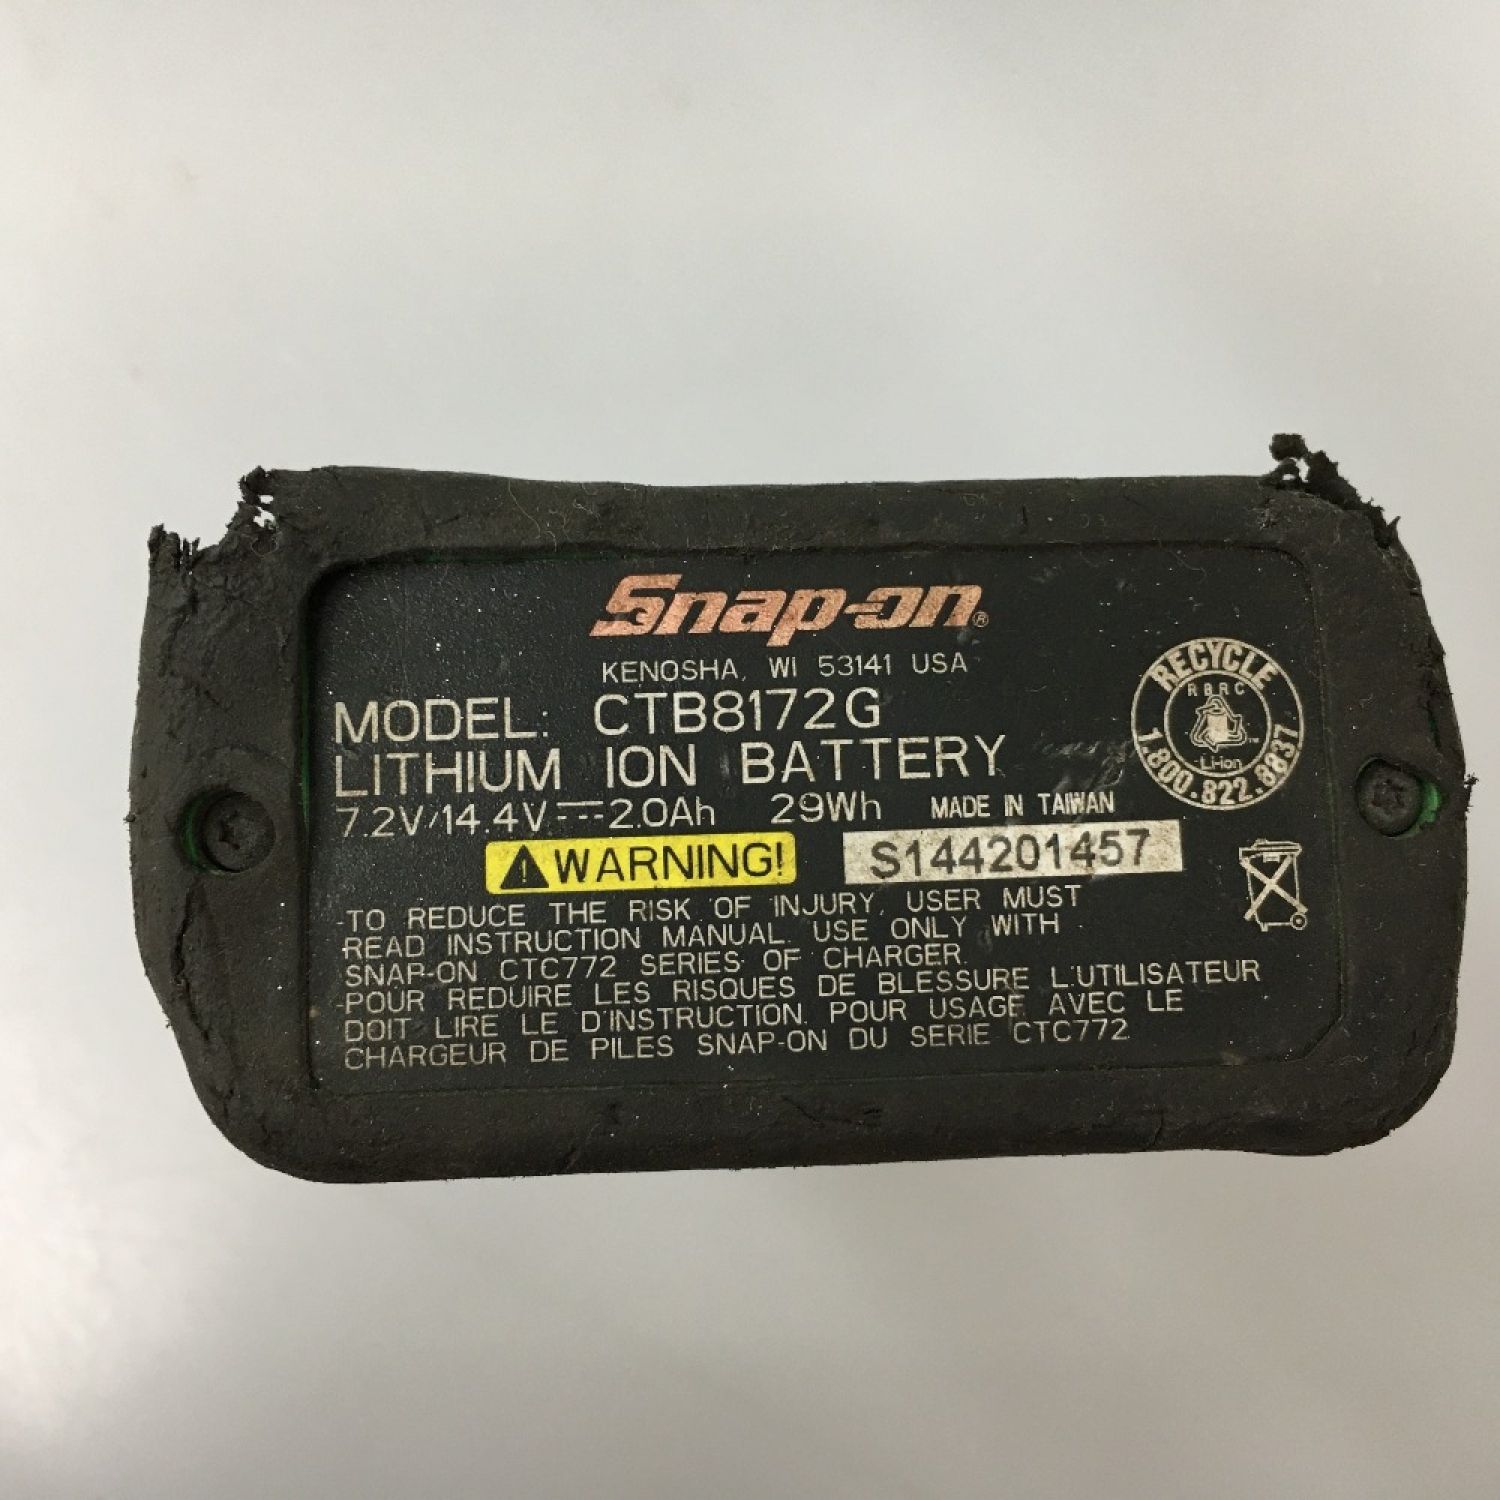 Snap-on®
KENOSHA, WI 53141 USA
MODEL: CTB8172G
LITHIUM ION BATTERY
7.2V/14.4V 2.0Ah 29Wh MADE IN TAIWAN
WARNING! S144201457
-TO REDUCE THE RISK OF INJURY, USER MUST
READ INSTRUCTION MANUAL. USE ONLY WITH
SNAP-ON CTC772 SERIES OF CHARGER.
-POUR REDUIRE LES RISQUES DE BLESSURE L'UTILISATEUR
DOIT LIRE LE D'INSTRUCTION. POUR USAGE AVEC LE
CHARGEUR DE PILES SNAP-ON DU SERIE CTC772.
RECYCLE
RBRC
™
Li-ion
1.800.822.8837